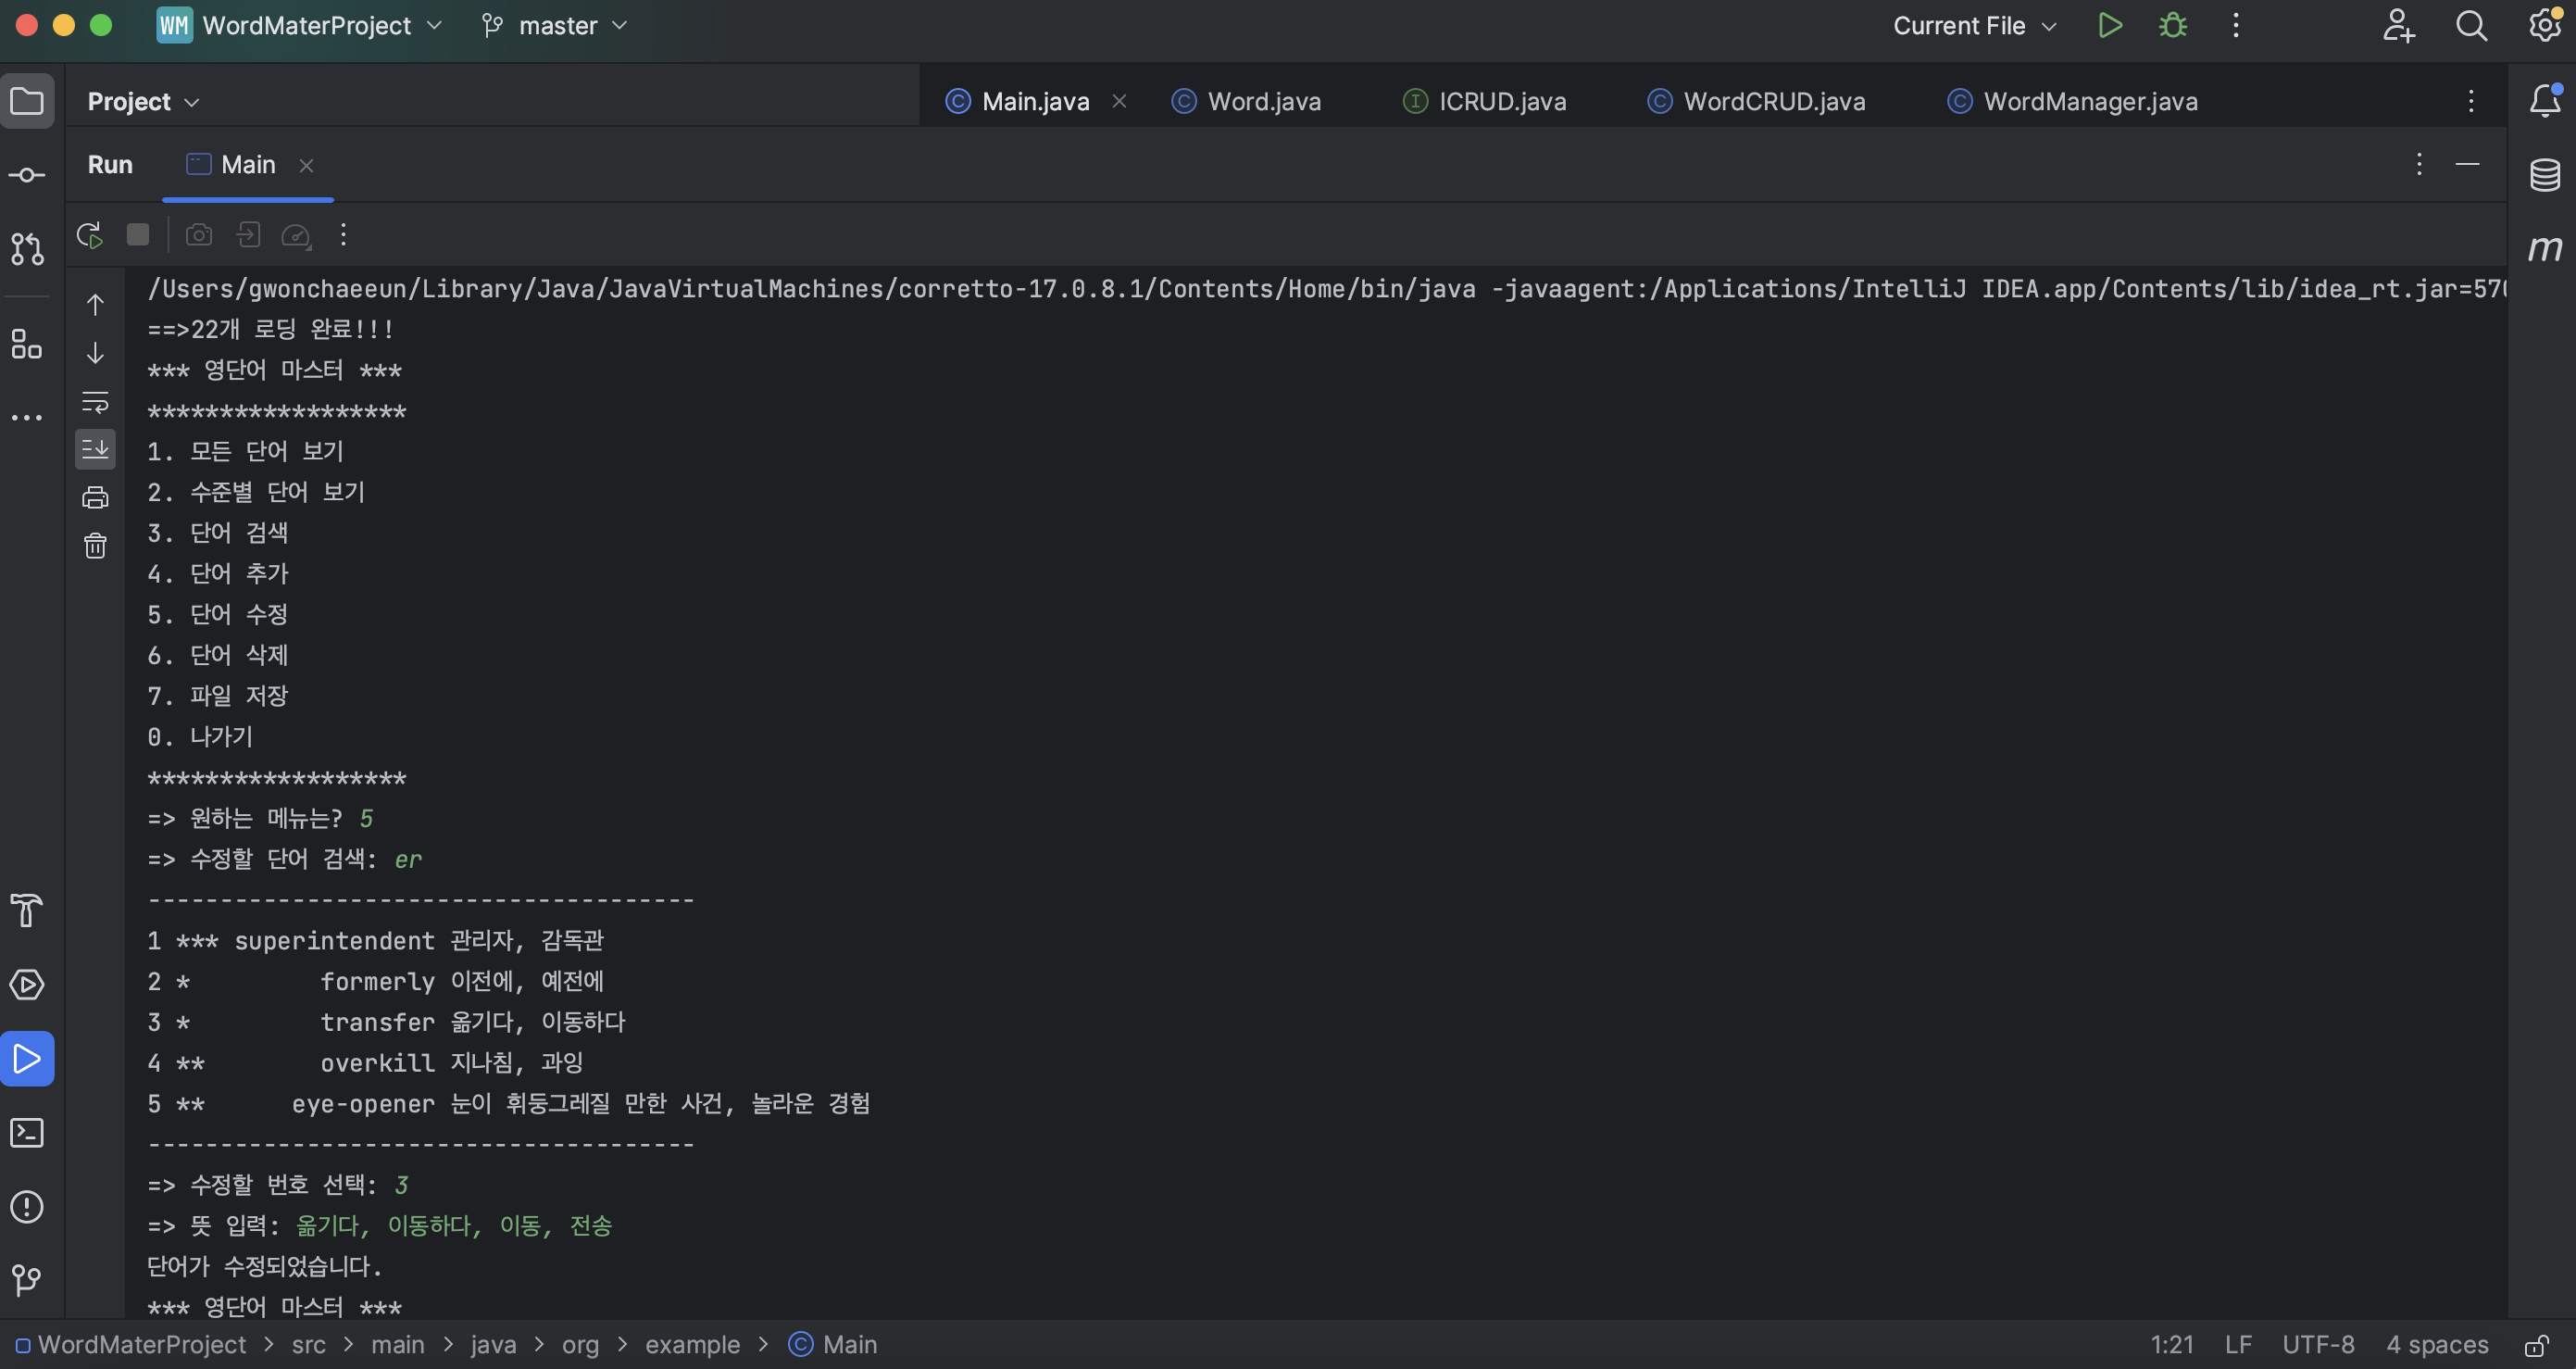 WM WordMaterProject master Current File
Project Main.java Word.java ICRUD.java WordCRUD.java WordManager.java
Run Main
/Users/gwonchaeeun/Library/Java/JavaVirtualMachines/corretto-17.0.8.1/Contents/Home/bin/java -javaagent:/Applications/IntelliJ IDEA.app/Contents/lib/idea_rt.jar=570
==>22개 로딩 완료!!!
*** 영단어 마스터 ***
******************
1. 모든 단어 보기
2. 수준별 단어 보기
3. 단어 검색
4. 단어 추가
5. 단어 수정
6. 단어 삭제
7. 파일 저장
0. 나가기
******************
=> 원하는 메뉴는? 5
=> 수정할 단어 검색: er
--------------------------------------
1 *** superintendent 관리자, 감독관
2 *         formerly 이전에, 예전에
3 *         transfer 옮기다, 이동하다
4 **        overkill 지나침, 과잉
5 **      eye-opener 눈이 휘둥그레질 만한 사건, 놀라운 경험
--------------------------------------
=> 수정할 번호 선택: 3
=> 뜻 입력: 옮기다, 이동하다, 이동, 전송
단어가 수정되었습니다.
*** 영단어 마스터 ***
WordMaterProject > src > main > java > org > example > Main 1:21 LF UTF-8 4 spaces